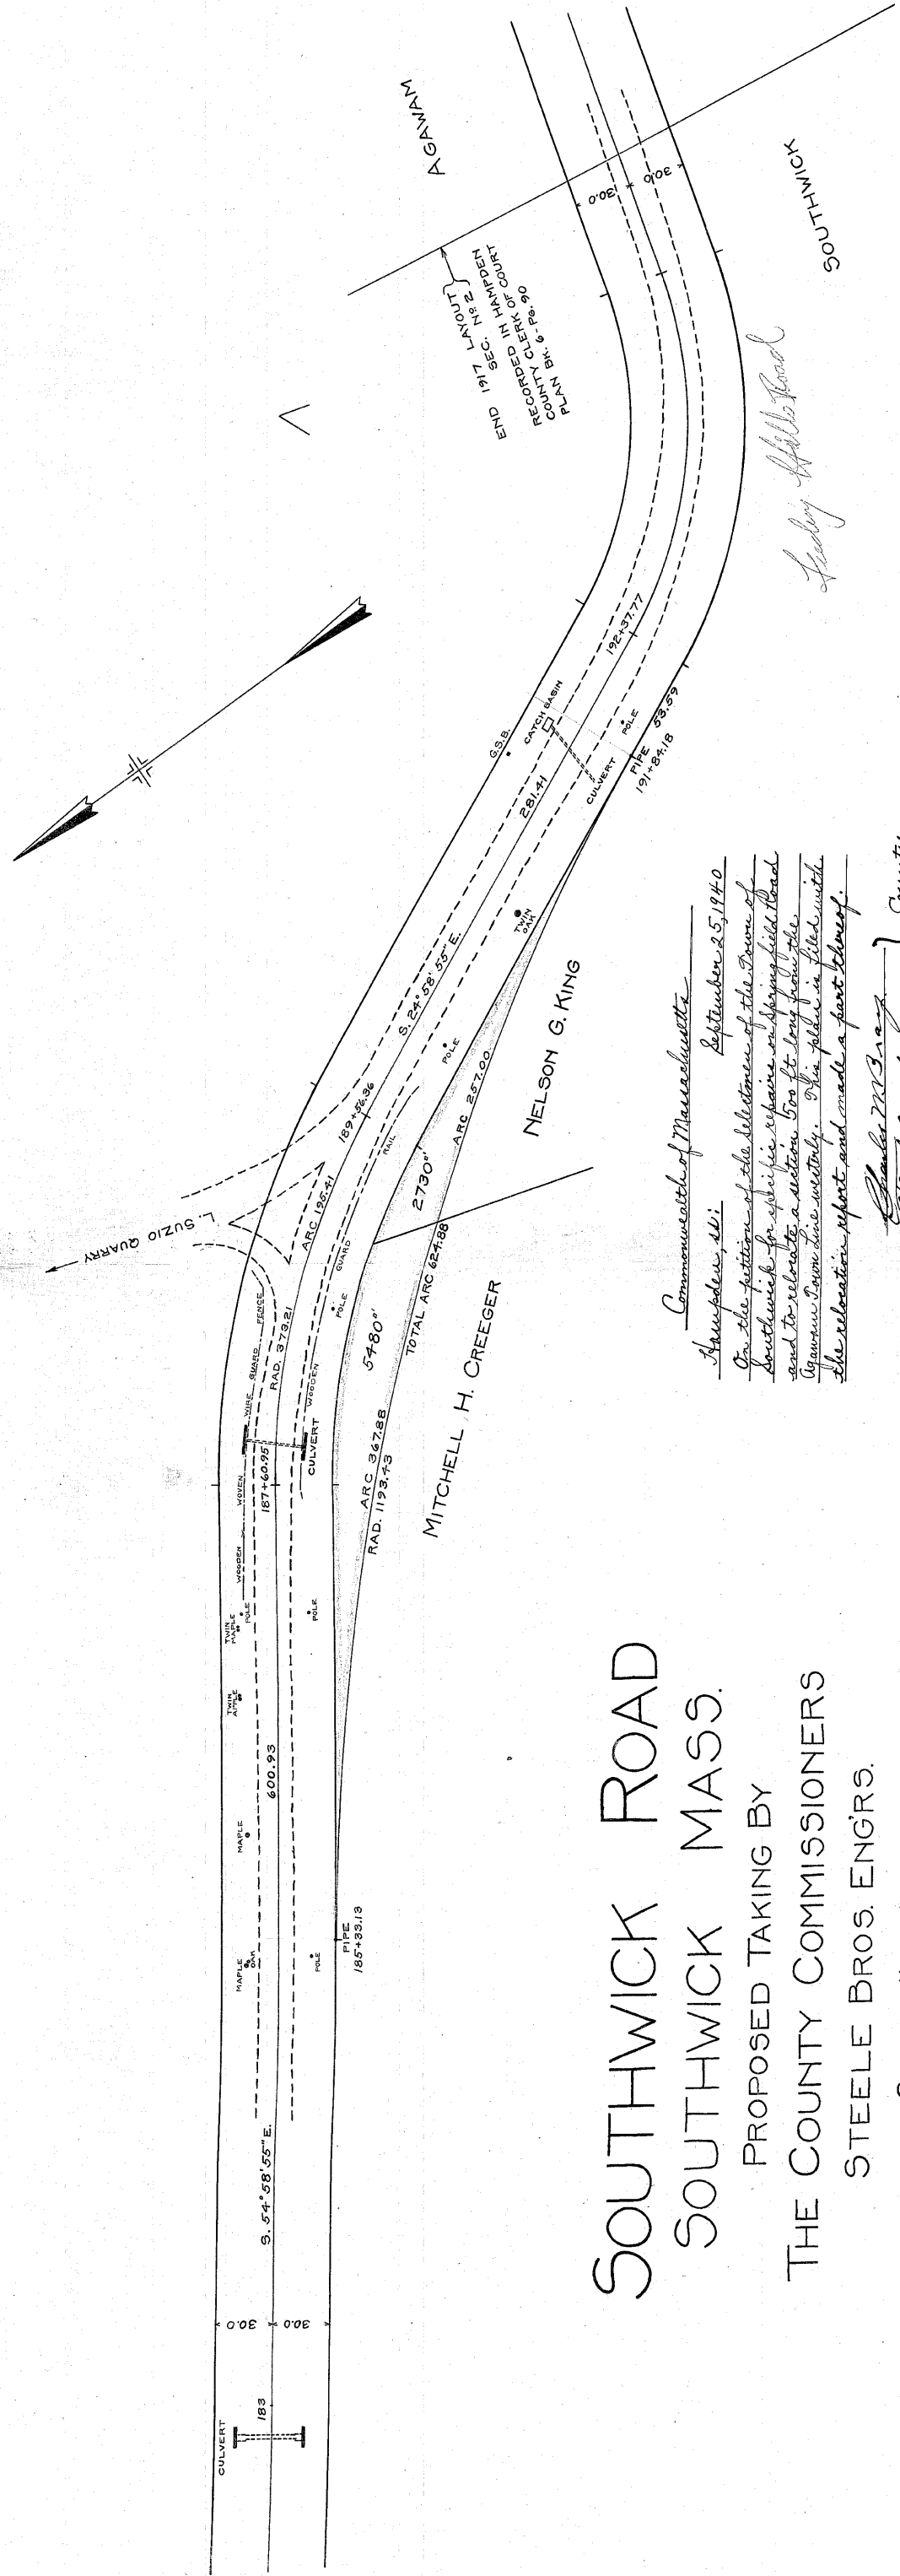 AGAWAM
SOUTHWICK
END 1917 LAYOUT
SEC. No. 2
RECORDED IN HAMPDEN
COUNTY CLERK OF COURT
PLAN BK. 6 - PG. 90
30.0
30.0
Feeding Hills Road
192+37.77
G.S.B.
CATCH BASIN
281.41
CULVERT
PIPE 53.59
191+84.18
POLE
TWIN
OAK
S. 24° 58' 55" E.
POLE
NELSON G. KING
L. SUZIO QUARRY
189+56.36
ARC 195.41
RAD. 373.21
WOODEN GUARD RAIL
POLE
2730▫'
ARC 257.00
TOTAL ARC 624.88
5480▫'
MITCHELL H. CREEGER
ARC 367.88
RAD. 1193.43
187+60.95
CULVERT
WOODEN WOVEN WIRE GUARD FENCE
TWIN
MAPLE
POLE
POLE
TWIN
APPLE
600.93
MAPLE
MAPLE
OAK
POLE
PIPE
185+33.13
S. 54° 58' 55" E.
30.0
30.0
183
CULVERT
Commonwealth of Massachusetts
Hampden, ss: September 25, 1940
On the petition of the Selectmen of the Town of
Southwick for specific repairs on Springfield Road
and to relocate a section 500 ft long from the
Agawam Town Line westerly. This plan is filed with
the relocation report and made a part thereof.
Charles M Bray
County
SOUTHWICK ROAD
SOUTHWICK MASS.
PROPOSED TAKING BY
THE COUNTY COMMISSIONERS
STEELE BROS. ENG'RS.